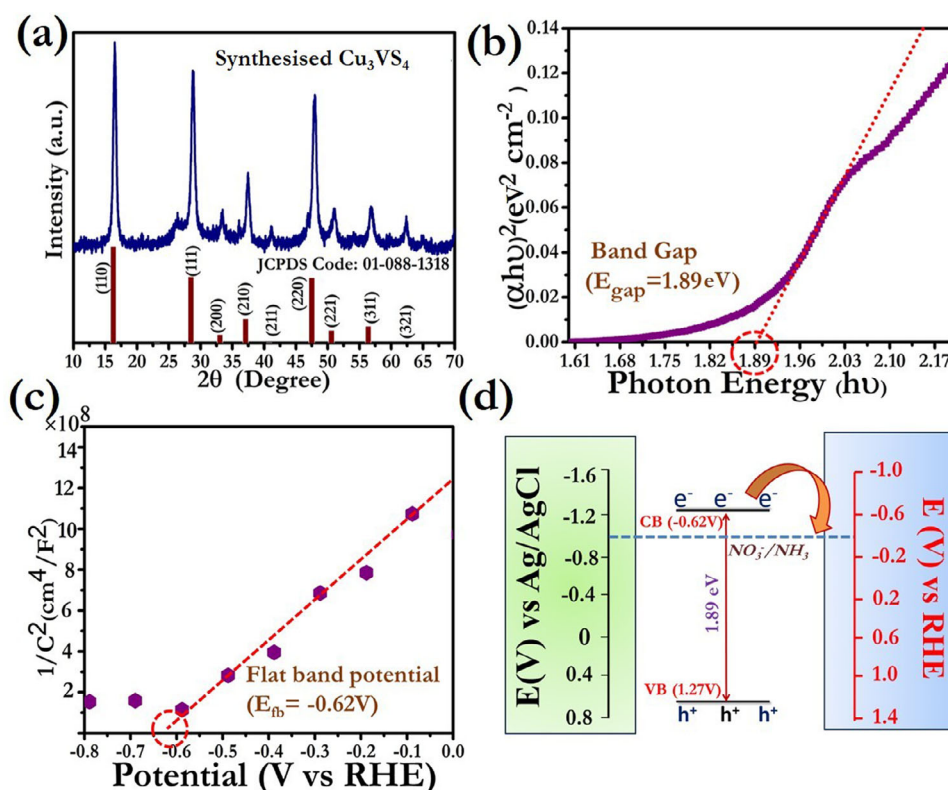 (a)
Synthesised Cu₃VS₄
Intensity (a.u.)
JCPDS Code: 01-088-1318
(110)
(111)
(200)
(210)
(211)
(220)
(221)
(311)
(321)
10 15 20 25 30 35 40 45 50 55 60 65 70
2θ (Degree)
(b)
(αhυ)²(ev² cm⁻²)
0.14
0.12
0.10
0.08
0.06
0.04
0.02
0.00
Band Gap
(E_gap=1.89eV)
1.61 1.68 1.75 1.82 1.89 1.96 2.03 2.10 2.17
Photon Energy (hυ)
(c)
×10⁸
1/C²(cm⁴/F²)
14
12
10
8
6
4
2
Flat band potential
(E_fb= -0.62V)
-0.8 -0.7 -0.6 -0.5 -0.4 -0.3 -0.2 -0.1 0.0
Potential (V vs RHE)
(d)
E(V) vs Ag/AgCl
-1.6
-1.2
-0.8
-0.4
0
0.4
0.8
e⁻ e⁻ e⁻
CB (-0.62V)
NO₃⁻/NH₃
1.89 eV
VB (1.27V)
h⁺ h⁺ h⁺
-1.0
-0.6
-0.2
0.2
0.6
1.0
1.4
E (V) vs RHE